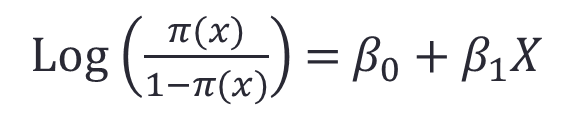 Log (π(x)/1−π(x)) = β₀ + β₁X